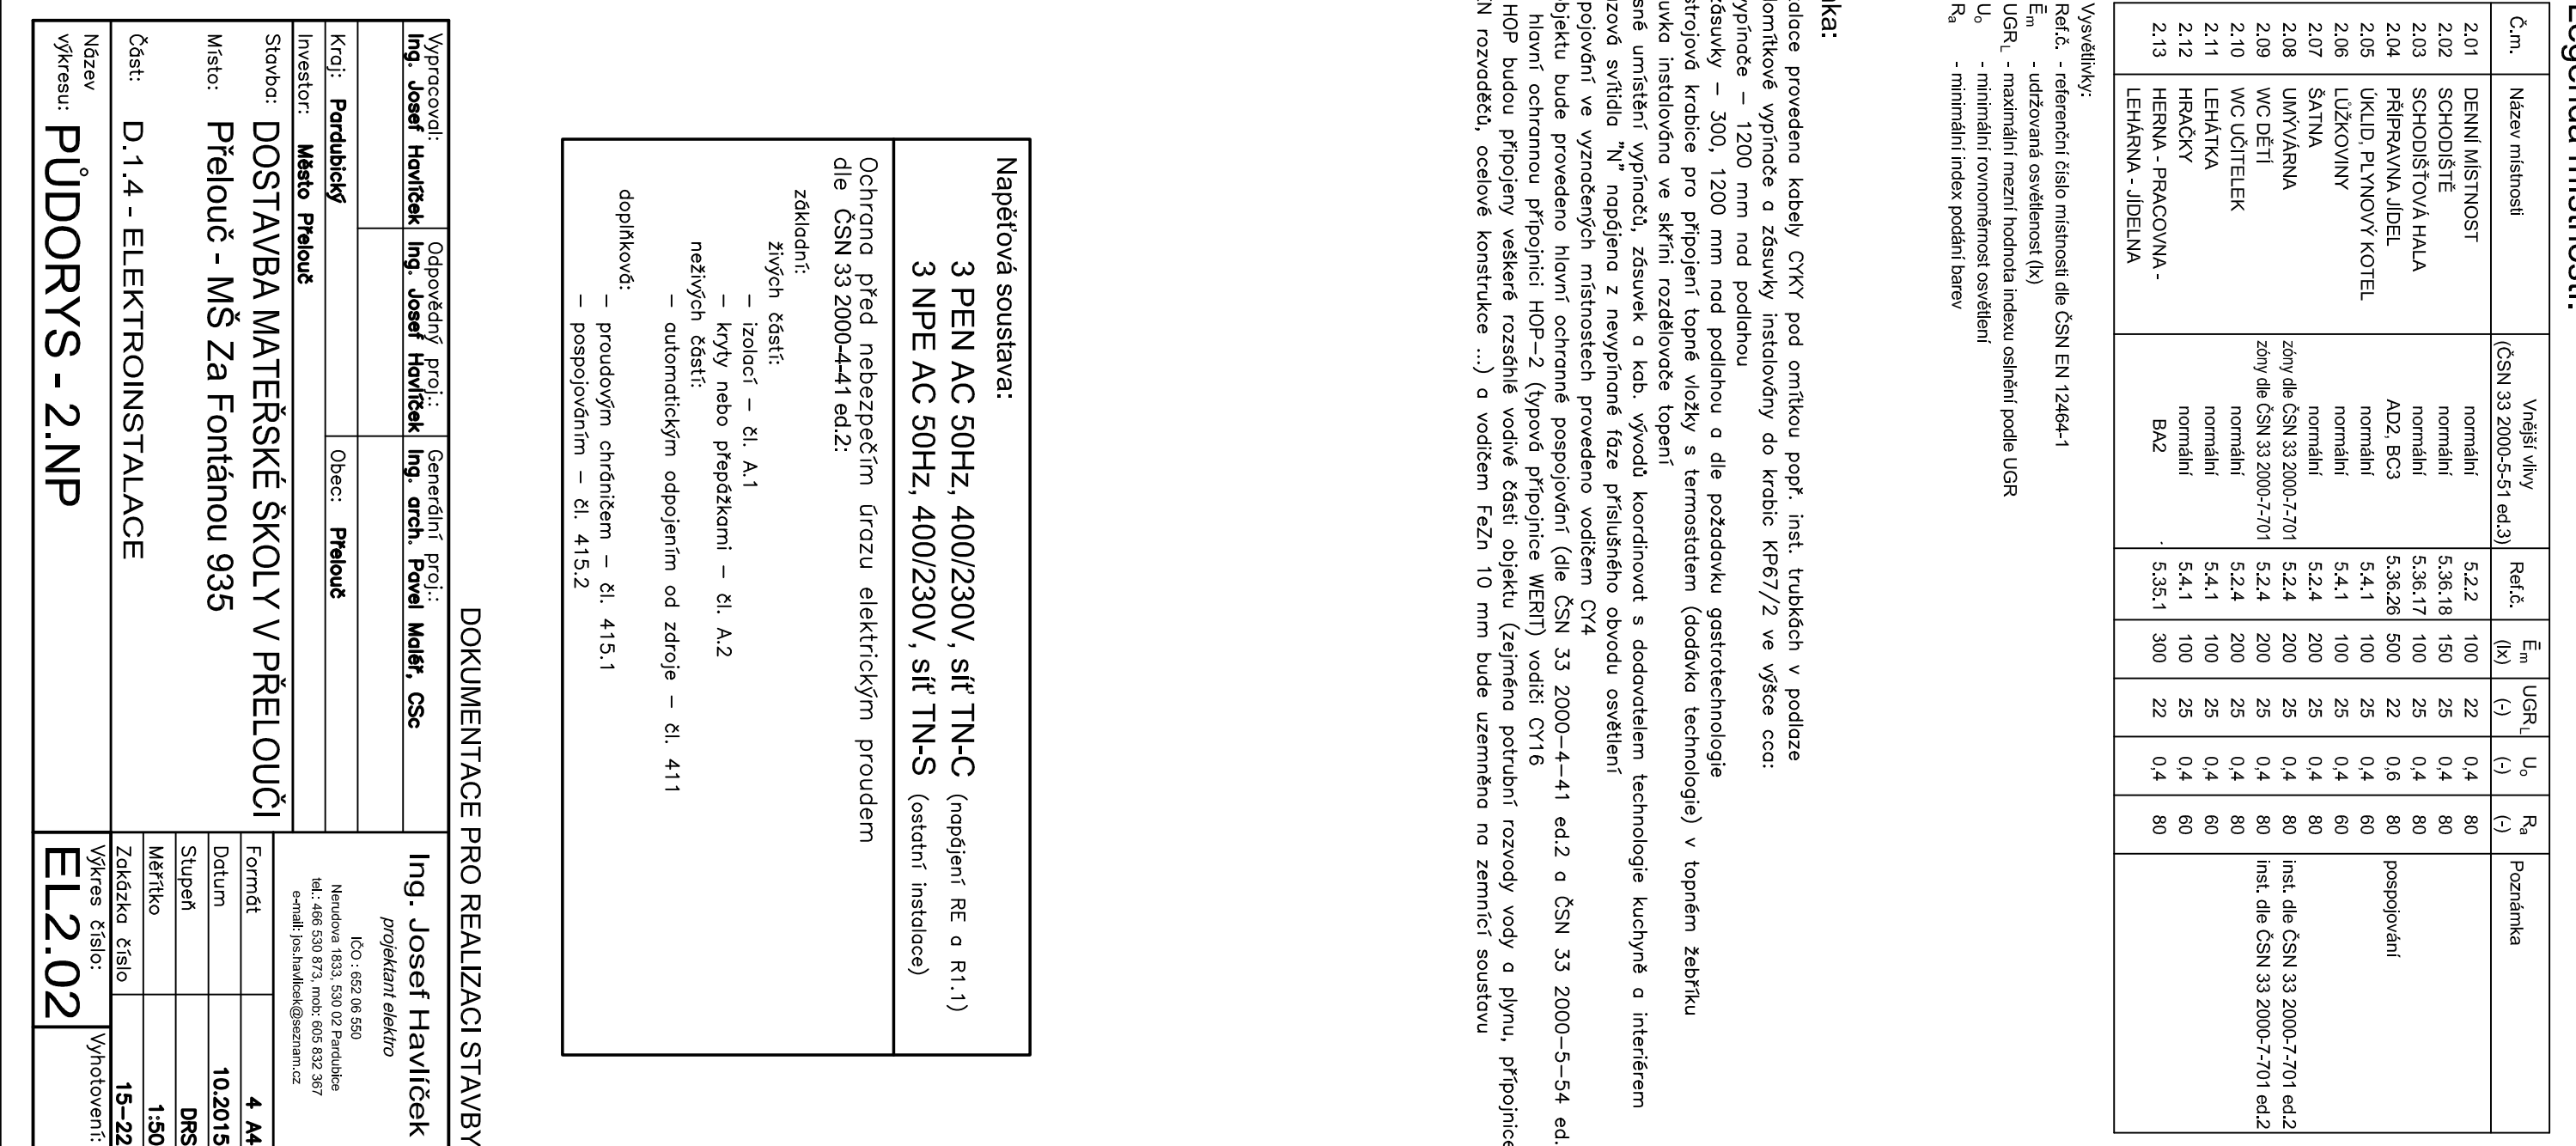 Legenda místností:
Č.m. Název místnosti Vnější vlivy (ČSN 33 2000-5-51 ed.3) Ref.č. Ēm (lx) UGRL (-) Uo (-) Ra (-) Poznámka
2.01 DENNÍ MÍSTNOST normální 5.2.2 100 22 0,4 80
2.02 SCHODIŠTĚ normální 5.36.18 150 25 0,4 80
2.03 SCHODIŠŤOVÁ HALA normální 5.36.17 100 25 0,4 80
2.04 PŘÍPRAVNA JÍDEL AD2, BC3 5.36.26 500 22 0,6 80 pospojování
2.05 ÚKLID, PLYNOVÝ KOTEL normální 5.4.1 100 25 0,4 60
2.06 LŮŽKOVINY normální 5.4.1 100 25 0,4 60
2.07 ŠATNA normální 5.2.4 200 25 0,4 80
2.08 UMÝVÁRNA zóny dle ČSN 33 2000-7-701 5.2.4 200 25 0,4 80 inst. dle ČSN 33 2000-7-701 ed.2
2.09 WC DĚTÍ zóny dle ČSN 33 2000-7-701 5.2.4 200 25 0,4 80 inst. dle ČSN 33 2000-7-701 ed.2
2.10 WC UČITELEK normální 5.2.4 200 25 0,4 80
2.11 LEHÁTKA normální 5.4.1 100 25 0,4 60
2.12 HRAČKY normální 5.4.1 100 25 0,4 60
2.13 HERNA - PRACOVNA - BA2 5.35.1 300 22 0,4 80
LEHÁRNA - JÍDELNA
Vysvětlivky:
Ref.č. - referenční číslo místnosti dle ČSN EN 12464-1
Ēm - udržovaná osvětlenost (lx)
UGRL - maximální mezní hodnota indexu oslnění podle UGR
Uo - minimální rovnoměrnost osvětlení
Ra - minimální index podání barev
ka:
alace provedena kabely CYKY pod omítkou popř. inst. trubkách v podlaze
domítkové vypínače a zásuvky instalovány do krabic KP67/2 ve výšce cca:
vypínače – 1200 mm nad podlahou
zásuvky – 300, 1200 mm nad podlahou a dle požadavku gastrotechnologie
strojová krabice pro připojení topné vložky s termostatem (dodávka technologie) v topném žebříku
uvka instalována ve skříni rozdělovače topení
sné umístění vypínačů, zásuvek a kab. vývodů koordinovat s dodavatelem technologie kuchyně a interiérem
zová svítidla "N" napájena z nevypínané fáze příslušného obvodu osvětlení
pojování ve vyznačených místnostech provedeno vodičem CY4
bjektu bude provedeno hlavní ochranné pospojování (dle ČSN 33 2000-4-41 ed.2 a ČSN 33 2000-5-54 ed.
hlavní ochrannou přípojnici HOP-2 (typová přípojnice WERIT) vodiči CY16
HOP budou připojeny veškeré rozsáhlé vodivé části objektu (zejména potrubní rozvody vody a plynu, přípojnice
EN rozvaděčů, ocelové konstrukce ...) a vodičem FeZn 10 mm bude uzemněna na zemnící soustavu
Napěťová soustava:
3 PEN AC 50Hz, 400/230V, síť TN-C (napájení RE a R1.1)
3 NPE AC 50Hz, 400/230V, síť TN-S (ostatní instalace)
Ochrana před nebezpečím úrazu elektrickým proudem
dle ČSN 33 2000-4-41 ed.2:
základní:
živých částí:
– izolací – čl. A.1
– kryty nebo přepážkami – čl. A.2
neživých částí:
– automatickým odpojením od zdroje – čl. 411
doplňková:
– proudovým chráničem – čl. 415.1
– pospojováním – čl. 415.2
DOKUMENTACE PRO REALIZACI STAVBY
Vypracoval: Odpovědný proj.: Generální proj.:
Ing. Josef Havlíček Ing. Josef Havlíček Ing. arch. Pavel Maléř, CSc
Kraj: Pardubický Obec: Přelouč
Investor: Město Přelouč
Stavba: DOSTAVBA MATEŘSKÉ ŠKOLY V PŘELOUČI
Místo: Přelouč - MŠ Za Fontánou 935
Část: D.1.4 - ELEKTROINSTALACE
Název
výkresu: PŮDORYS - 2.NP
Ing. Josef Havlíček
projektant elektro
IČO : 652 06 550
Nerudova 1833, 530 02 Pardubice
tel.: 466 530 873, mob: 605 832 367
e-mail: jos.havlicek@seznam.cz
Formát 4 A4
Datum 10.2015
Stupeň DRS
Měřítko 1:50
Zakázka číslo 15-22
Výkres číslo: Vyhotovení:
EL2.02